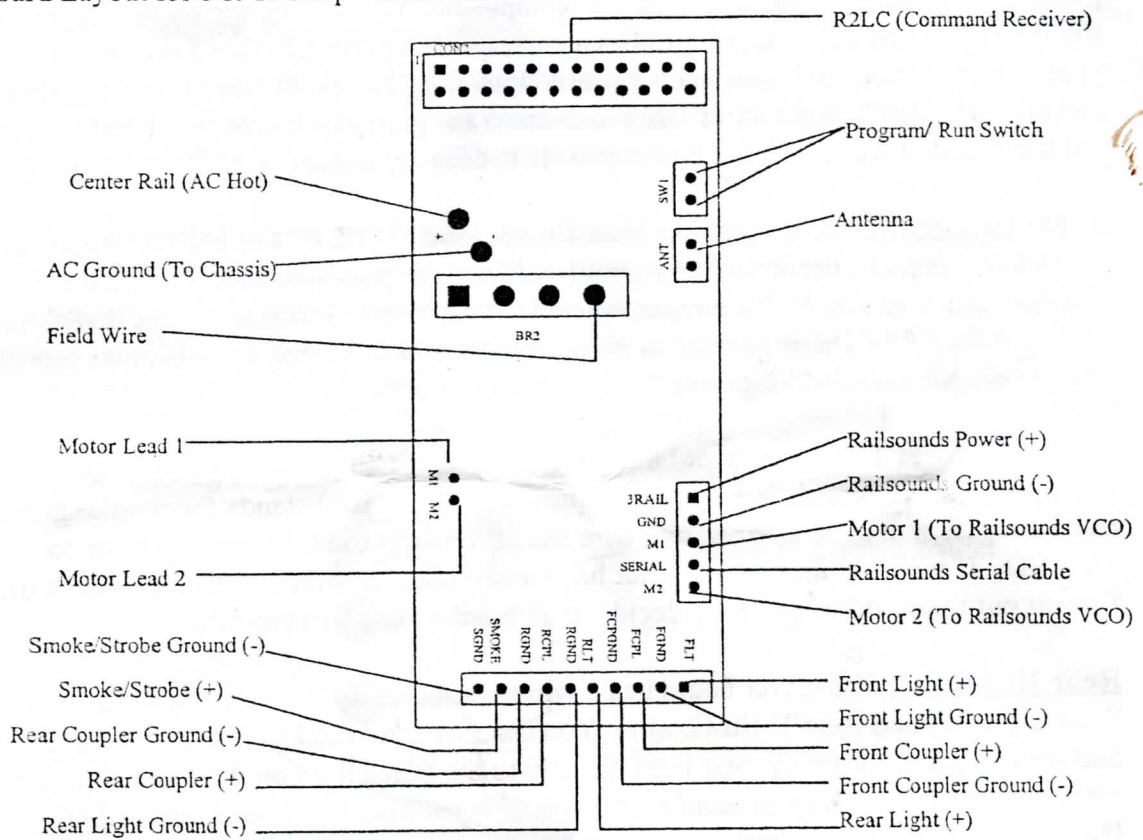 R2LC (Command Receiver)
Program/ Run Switch
SW1
Center Rail (AC Hot)
Antenna
ANT
AC Ground (To Chassis)
Field Wire
BR2
Motor Lead 1
M1
M2
Motor Lead 2
Railsounds Power (+)
3RAIL
Railsounds Ground (-)
GND
M1
Motor 1 (To Railsounds VCO)
SERIAL
Railsounds Serial Cable
M2
Motor 2 (To Railsounds VCO)
SGND
SMOKE
RGND
RCPL
RGND
RLT
FCPGND
FCPL
FGND
FLT
Smoke/Strobe Ground (-)
Smoke/Strobe (+)
Rear Coupler Ground (-)
Rear Coupler (+)
Rear Light Ground (-)
Front Light (+)
Front Light Ground (-)
Front Coupler (+)
Front Coupler Ground (-)
Rear Light (+)